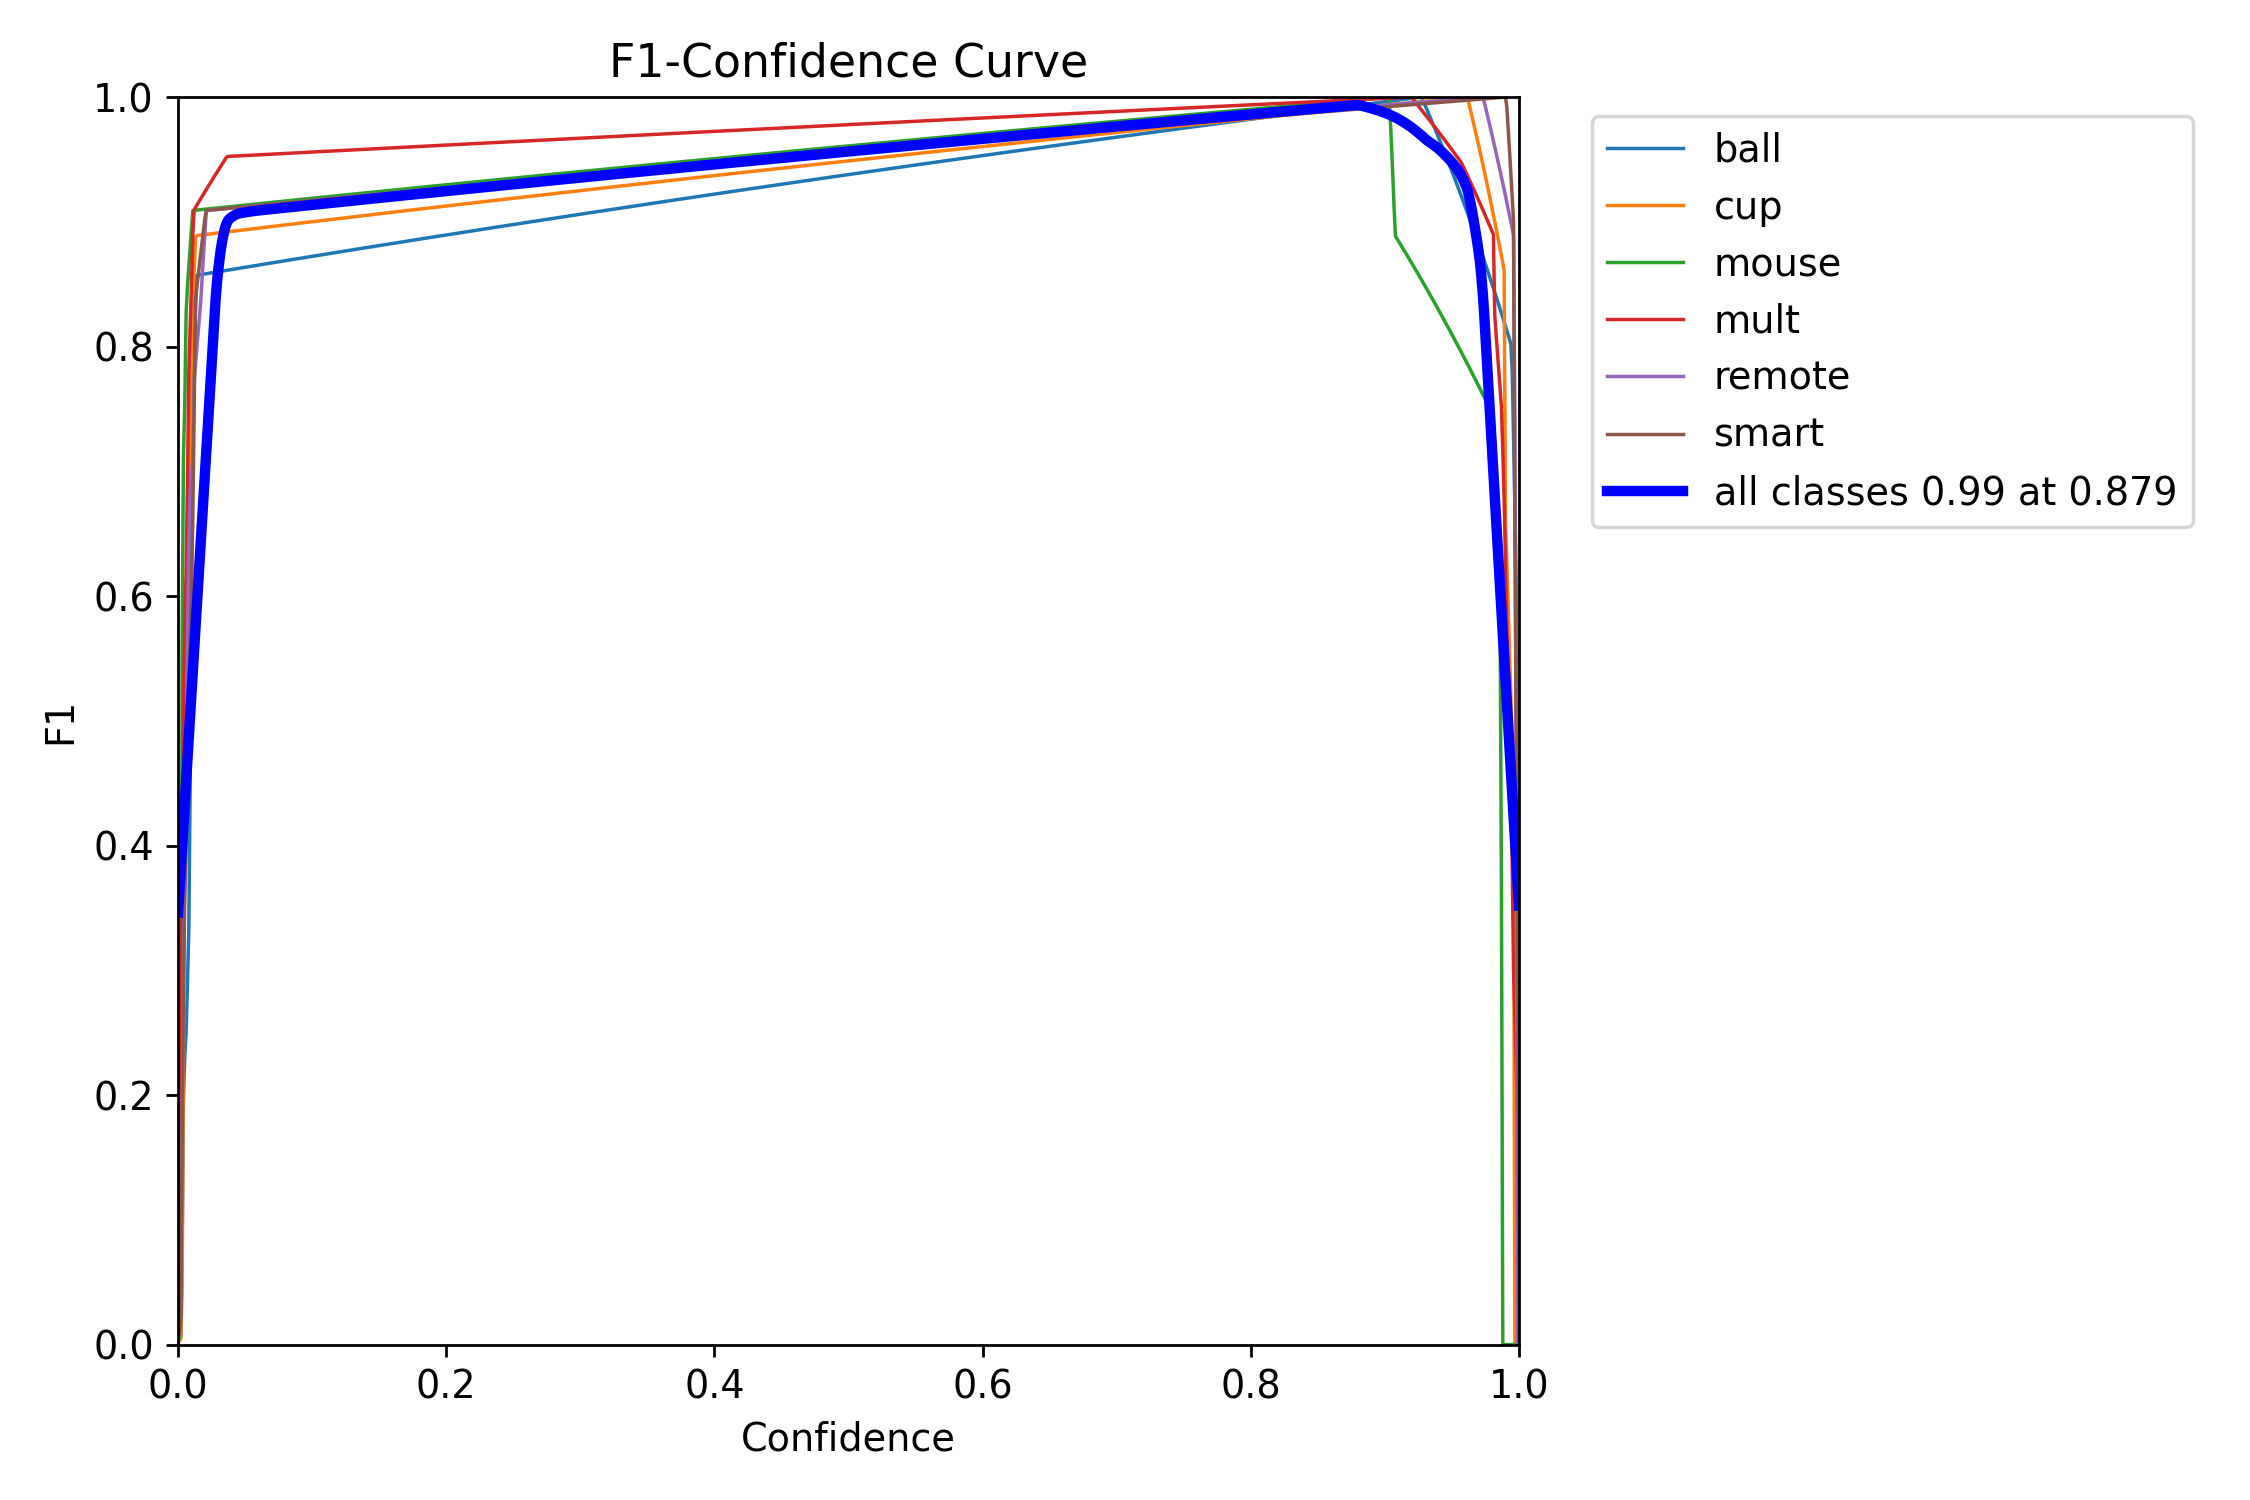 F1-Confidence Curve
1.0
0.8
0.6
0.4
0.2
0.0
F1
0.0 0.2 0.4 0.6 0.8 1.0
Confidence
ball
cup
mouse
mult
remote
smart
all classes 0.99 at 0.879